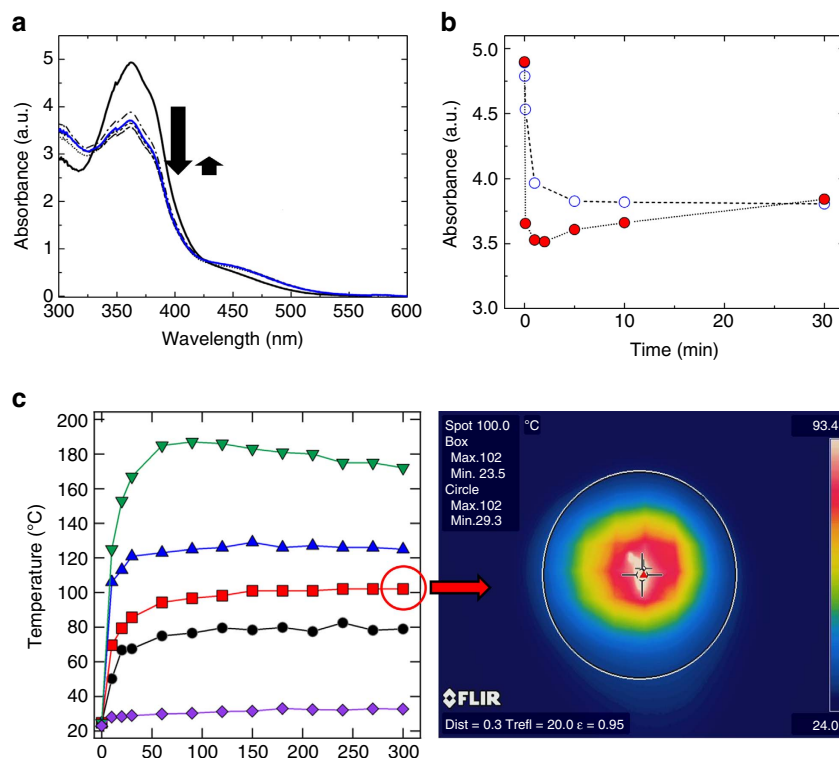 a
5
4
3
2
1
0
Absorbance (a.u.)
300 350 400 450 500 550 600
Wavelength (nm)
b
5.0
4.5
4.0
3.5
3.0
Absorbance (a.u.)
0 10 20 30
Time (min)
c
200
180
160
140
120
100
80
60
40
20
Temperature (°C)
0 50 100 150 200 250 300
Spot 100.0 °C
Box
Max.102
Min. 23.5
Circle
Max.102
Min.29.3
93.4
FLIR
Dist = 0.3 Trefl = 20.0 ε = 0.95
24.0